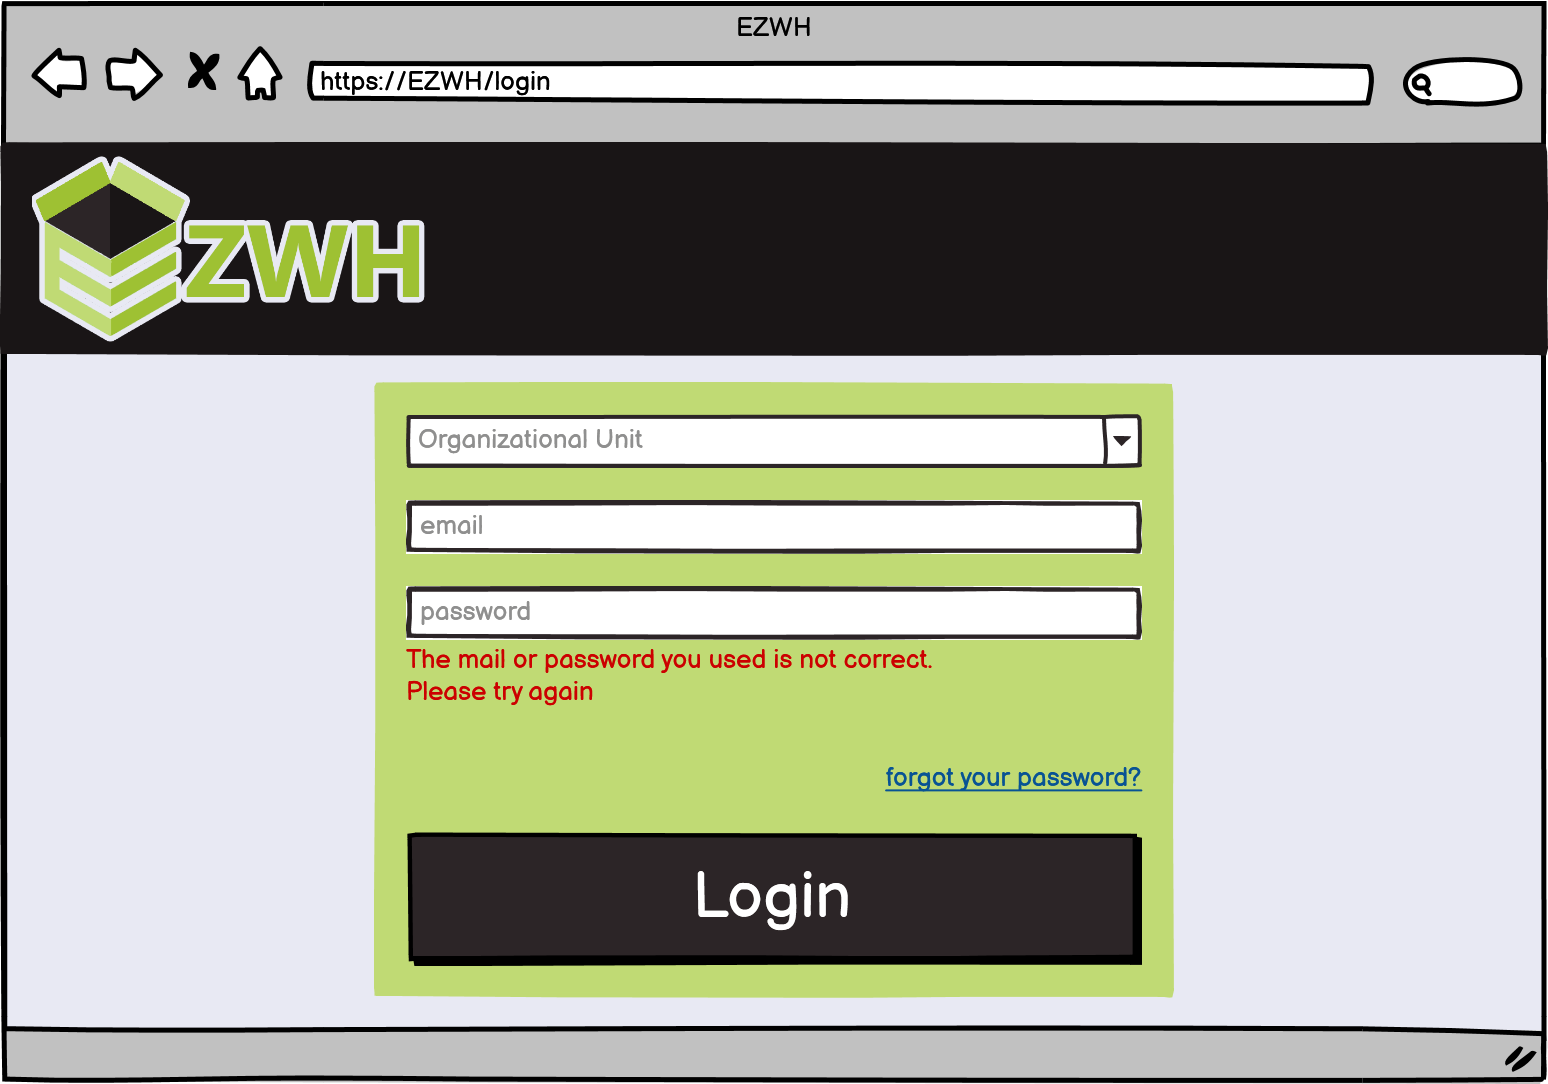 EZWH
https://EZWH/login
EZWH
Organizational Unit
email
password
The mail or password you used is not correct.
Please try again
forgot your password?
Login